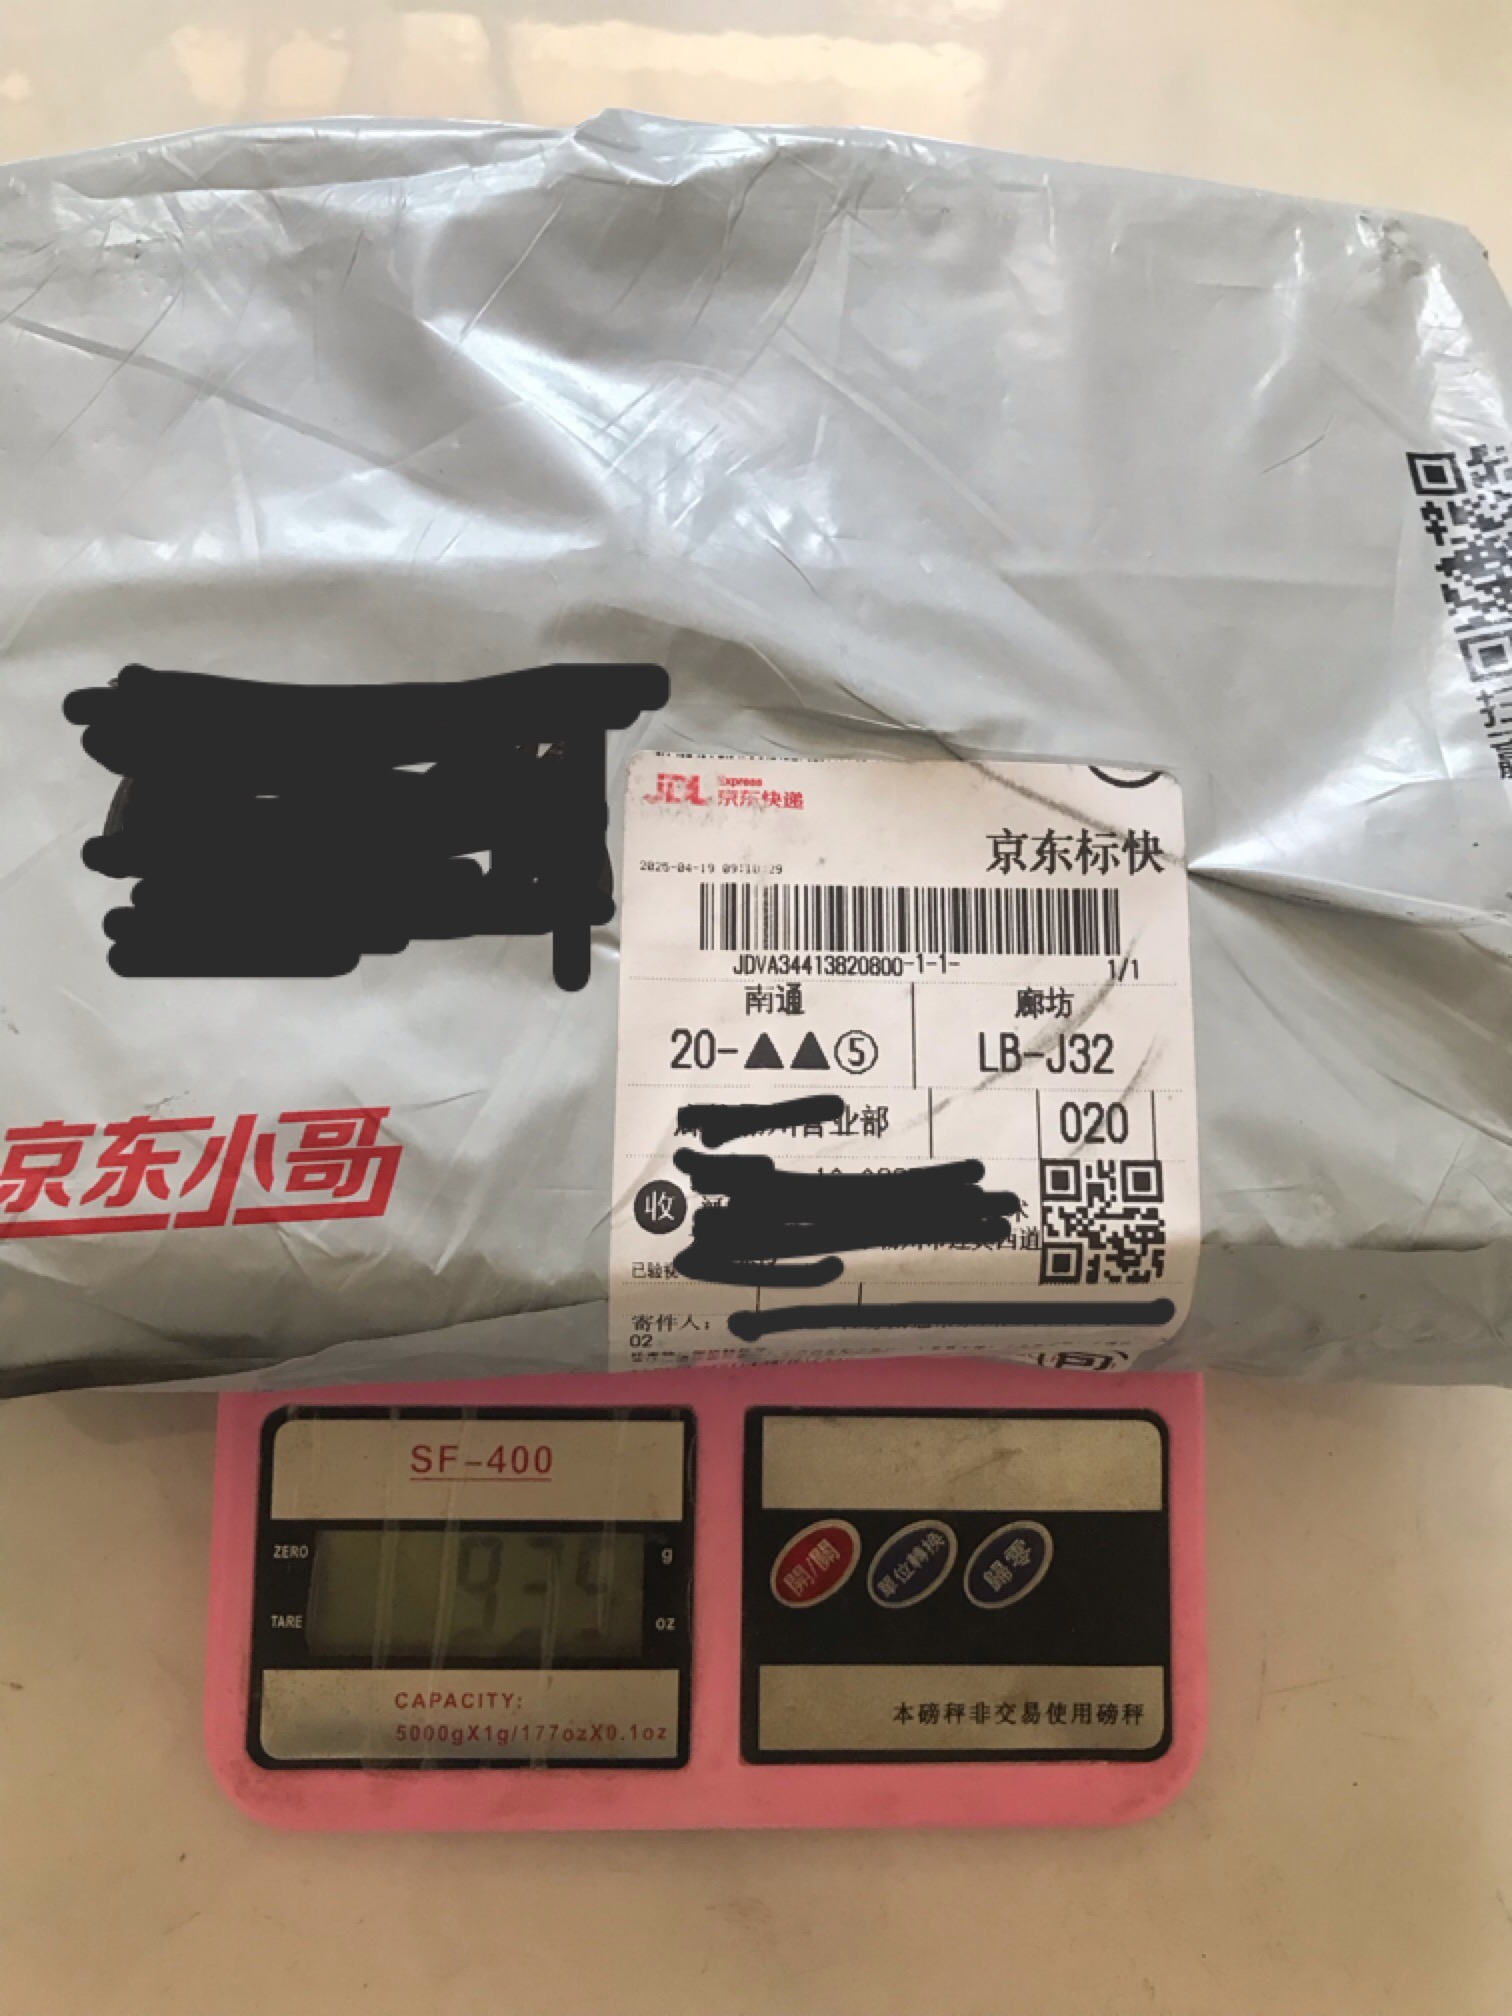 扫
JDL Express
京东快递
京东标快
2025-04-19 09:10:29
JDVA34413820800-1-1-
1/1
南通
廊坊
20-▲▲⑤
LB-J32
京东小哥
营业部
020
收
西道
已验视
寄件人：
02
SF-400
ZERO
g
TARE
oz
CAPACITY:
5000gX1g/177ozX0.1oz
開/關
單位轉換
歸零
本磅秤非交易使用磅秤